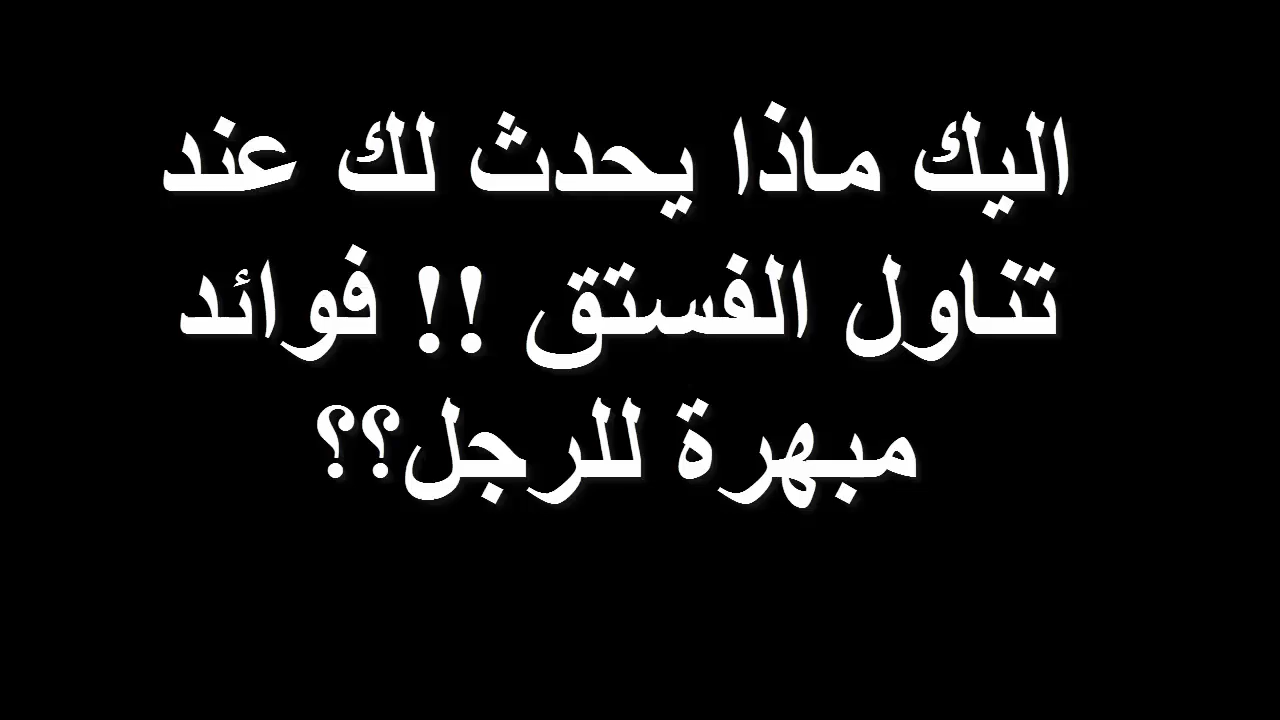 اليك ماذا يحدث لك عند
تناول الفستق !! فوائد
مبهرة للرجل؟؟